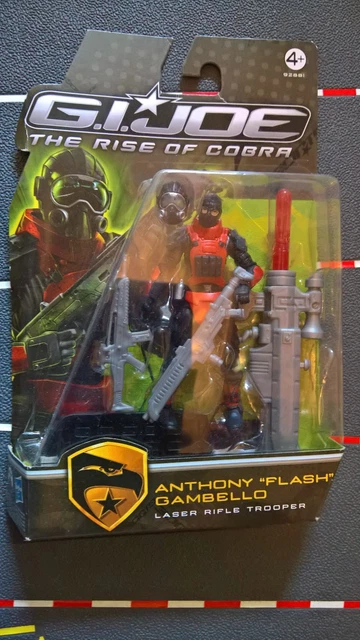 4+
G.I.JOE
THE RISE OF COBRA
ANTHONY "FLASH"
GAMBELLO
LASER RIFLE TROOPER